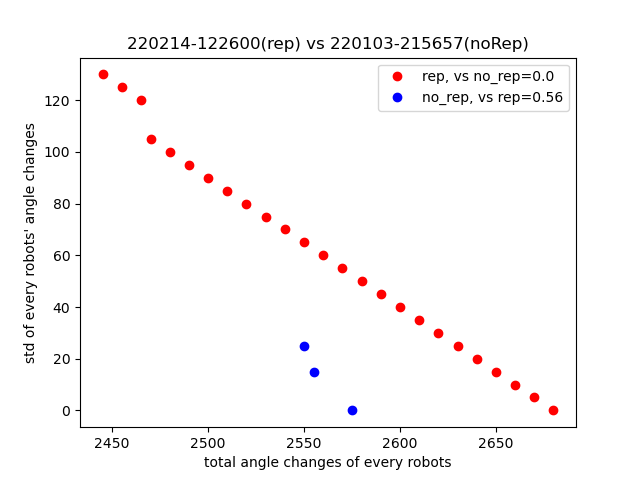 220214-122600(rep) vs 220103-215657(noRep)
rep, vs no_rep=0.0
no_rep, vs rep=0.56
std of every robots' angle changes
120
100
80
60
40
20
0
2450 2500 2550 2600 2650
total angle changes of every robots